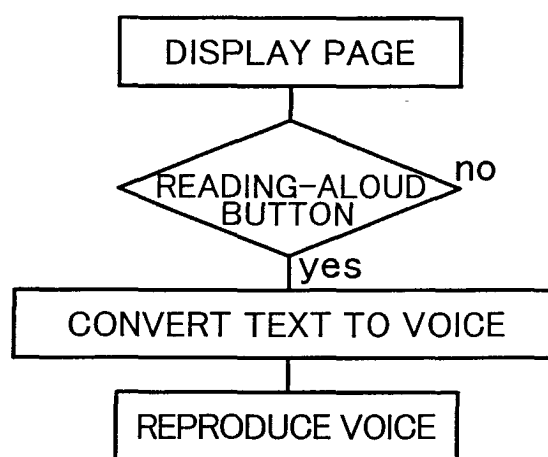 DISPLAY PAGE
no
READING-ALOUD
BUTTON
yes
CONVERT TEXT TO VOICE
REPRODUCE VOICE